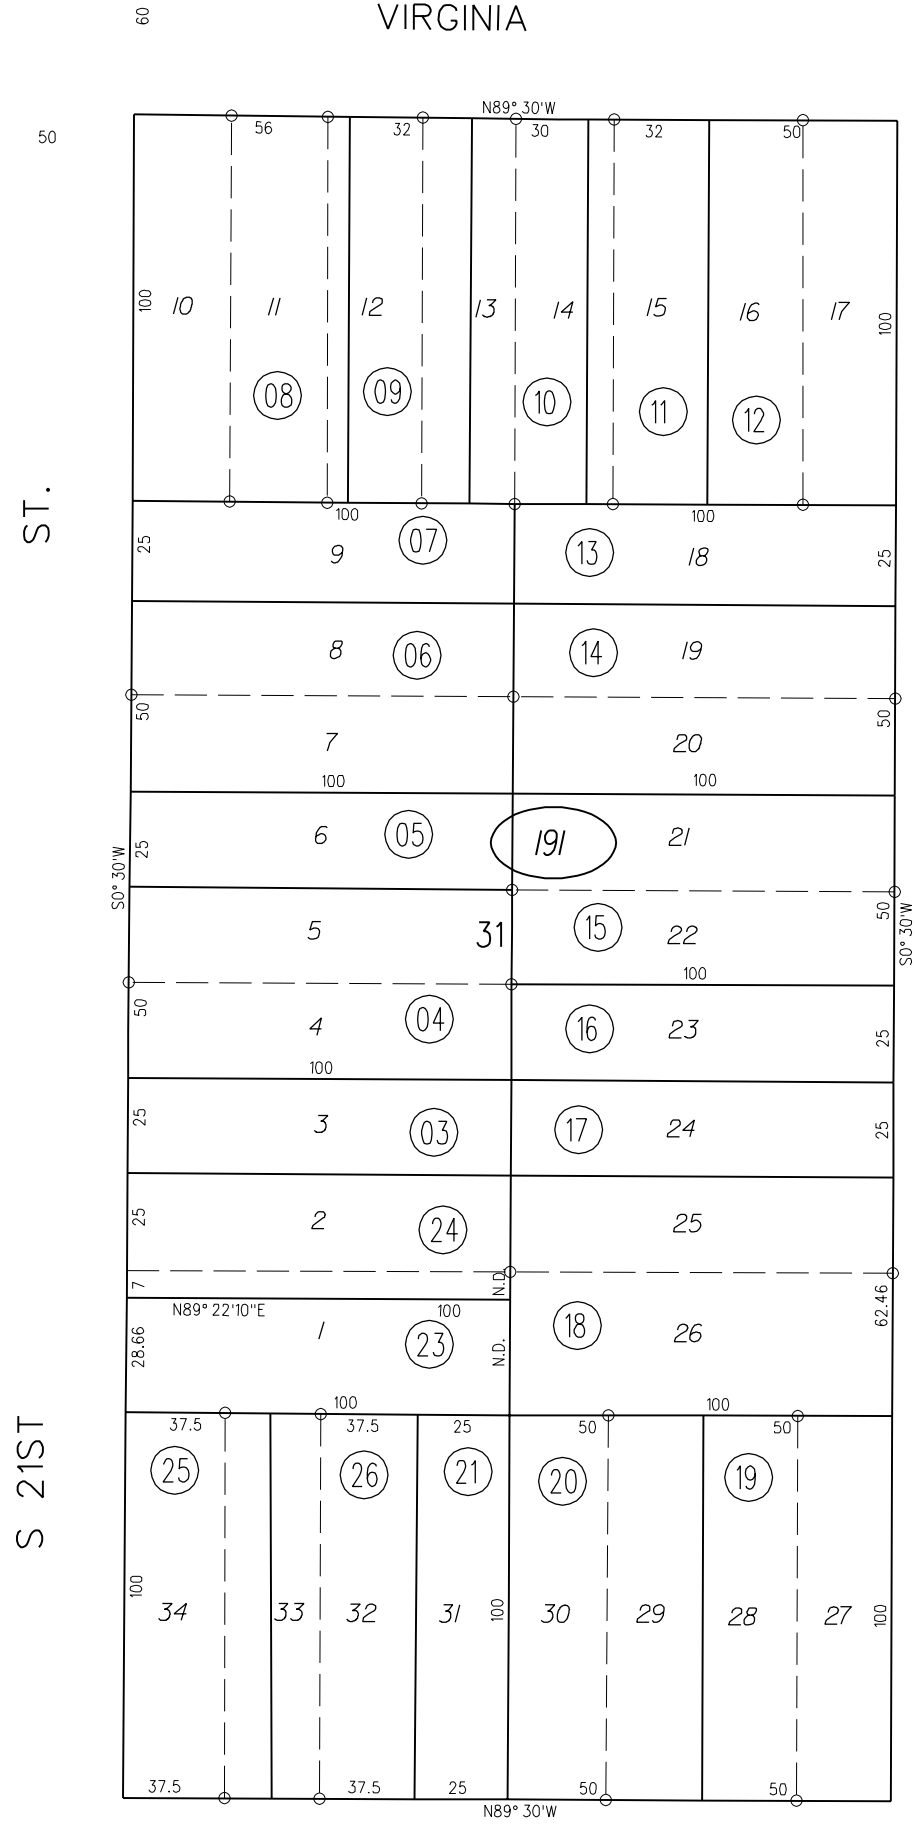 60
VIRGINIA
N89° 30'W
50
56 32 30 32 50
100 10 11 12 13 14 15 16 17 100
08 09 10 11 12
ST.
100 100
25 9 07 13 18 25
8 06 14 19
50 50
7 20
100 100
S0° 30'W 25 6 05 191 21
5 31 15 22 50 S0° 30'W
100
50 4 04 16 23 25
100
25 3 03 17 24 25
25 2 24 25
7 N.D.
N89° 22'10"E 100 62.46
28.66 1 23 N.D. 18 26
100 100
S 21ST
37.5 37.5 25 50 50
25 26 21 20 19
100 34 33 32 31 100 30 29 28 27 100
37.5 37.5 25 50 50
N89° 30'W